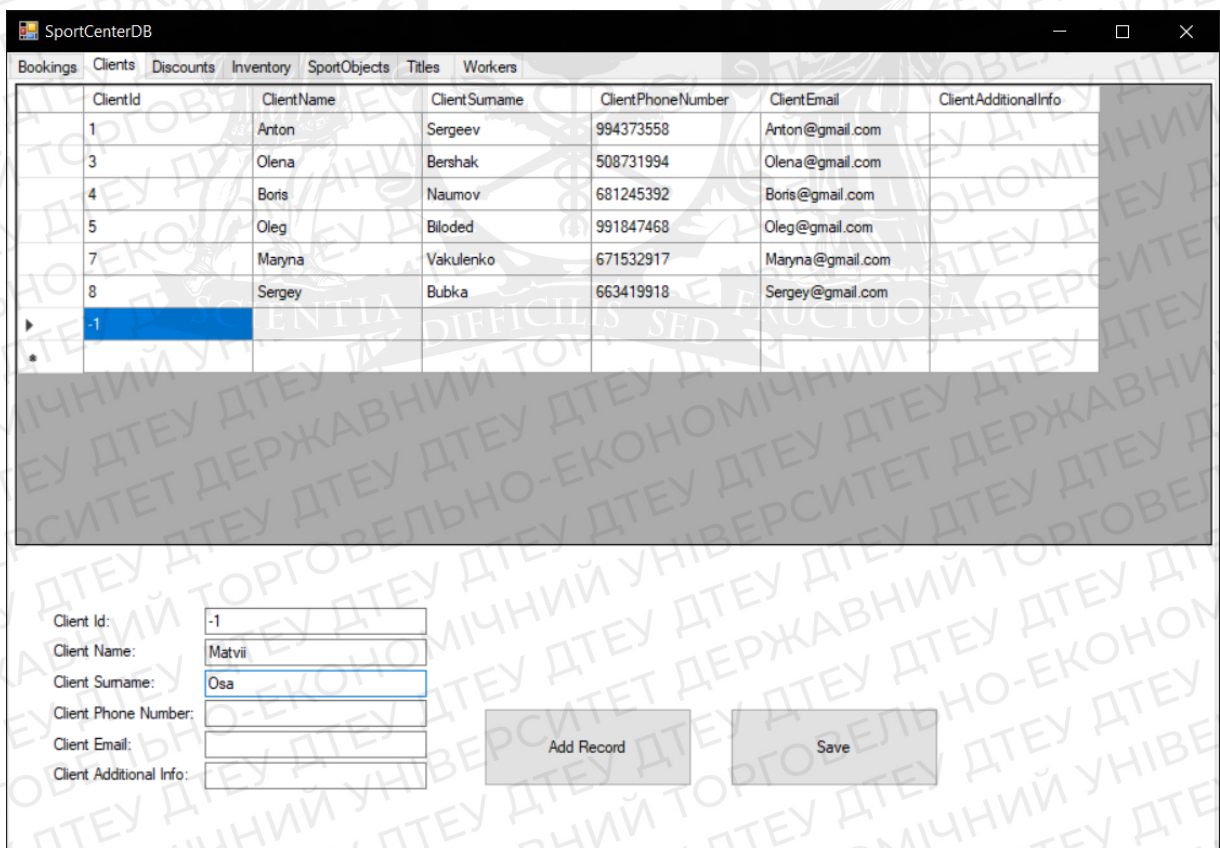 SportCenterDB
Bookings Clients Discounts Inventory SportObjects Titles Workers
ClientId ClientName ClientSurname ClientPhoneNumber ClientEmail ClientAdditionalInfo
1 Anton Sergeev 994373558 Anton@gmail.com
3 Olena Bershak 508731994 Olena@gmail.com
4 Boris Naumov 681245392 Boris@gmail.com
5 Oleg Biloded 991847468 Oleg@gmail.com
7 Maryna Vakulenko 671532917 Maryna@gmail.com
8 Sergey Bubka 663419918 Sergey@gmail.com
-1
SCIENTIA DIFFICILIS SED FRUCTUOSA
Client Id: -1
Client Name: Matvii
Client Surname: Osa
Client Phone Number:
Client Email:
Client Additional Info:
Add Record Save